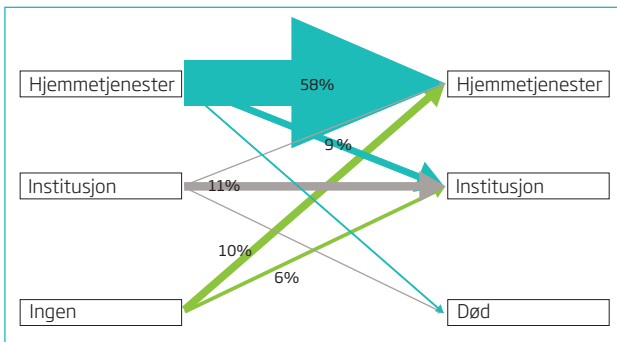 Hjemmetjenester
58%
Hjemmetjenester
9%
Institusjon
11%
Institusjon
10%
6%
Ingen
Død